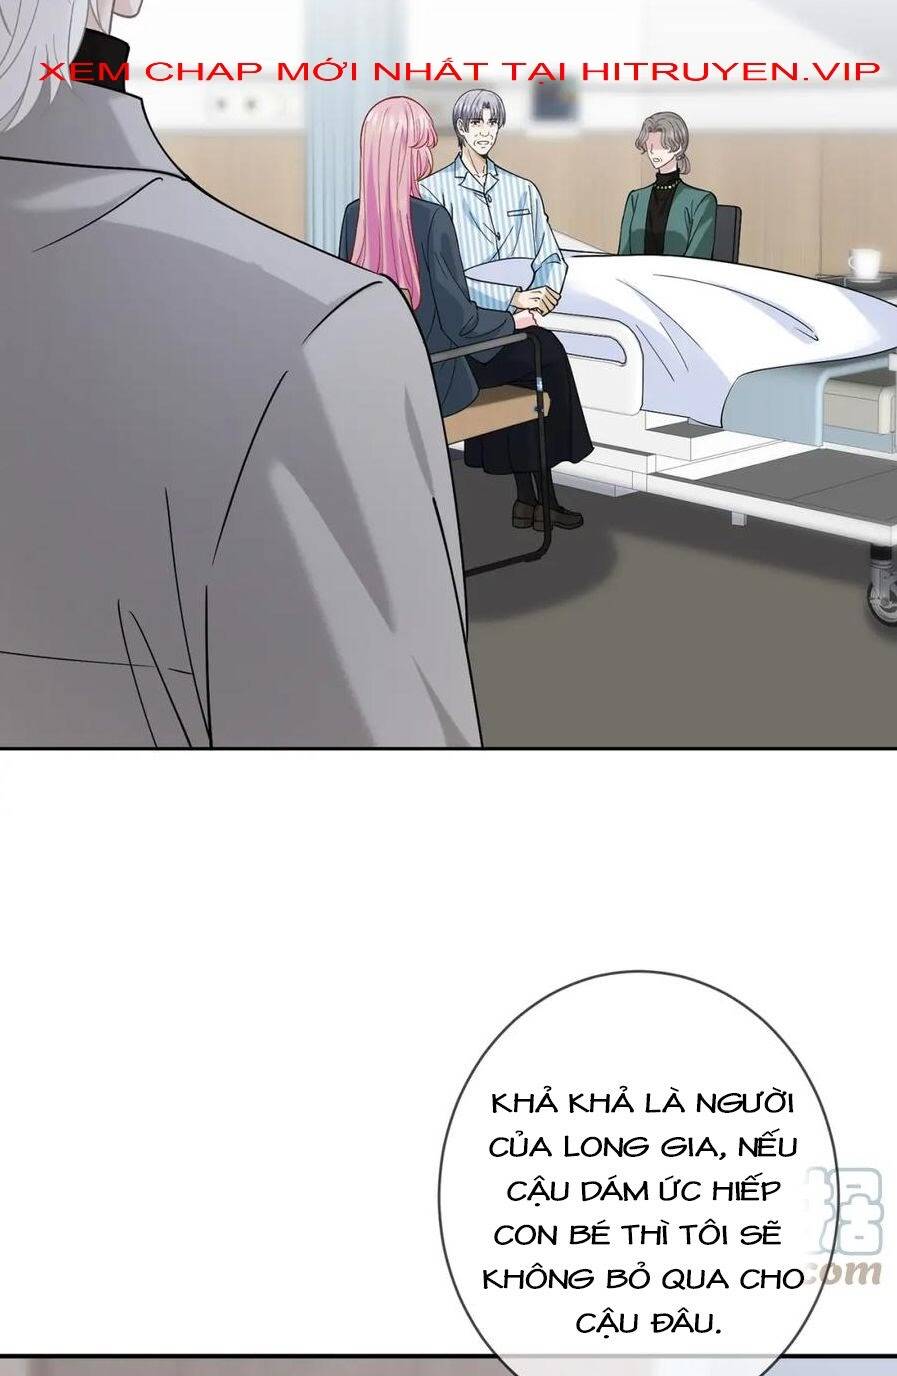 XEM CHAP MỚI NHẤT TẠI HITRUYEN.VIP
KHẢ KHẢ LÀ NGƯỜI
CỦA LONG GIA, NẾU
CẬU DÁM ỨC HIẾP
CON BÉ THÌ TÔI SẼ
KHÔNG BỎ QUA CHO
CẬU ĐÂU.
.com